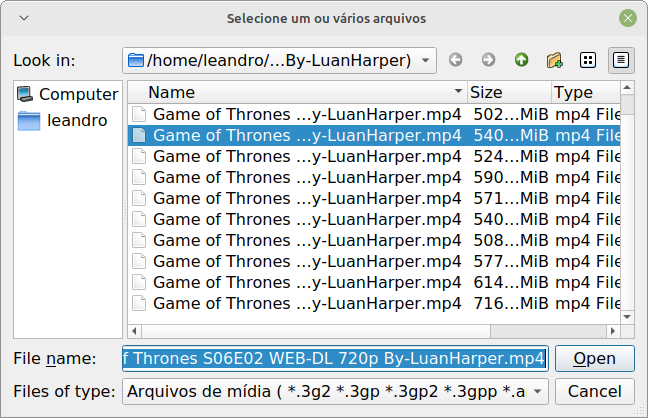 Selecione um ou vários arquivos
Look in: /home/leandro/...By-LuanHarper)
Computer
leandro
Name Size Type
Game of Thrones ...y-LuanHarper.mp4 502...MiB mp4 File
Game of Thrones ...y-LuanHarper.mp4 540...MiB mp4 File
Game of Thrones ...y-LuanHarper.mp4 524...MiB mp4 File
Game of Thrones ...y-LuanHarper.mp4 590...MiB mp4 File
Game of Thrones ...y-LuanHarper.mp4 571...MiB mp4 File
Game of Thrones ...y-LuanHarper.mp4 540...MiB mp4 File
Game of Thrones ...y-LuanHarper.mp4 508...MiB mp4 File
Game of Thrones ...y-LuanHarper.mp4 577...MiB mp4 File
Game of Thrones ...y-LuanHarper.mp4 614...MiB mp4 File
Game of Thrones ...y-LuanHarper.mp4 716...MiB mp4 File
File name: f Thrones S06E02 WEB-DL 720p By-LuanHarper.mp4 Open
Files of type: Arquivos de mídia ( *.3g2 *.3gp *.3gp2 *.3gpp *.a Cancel